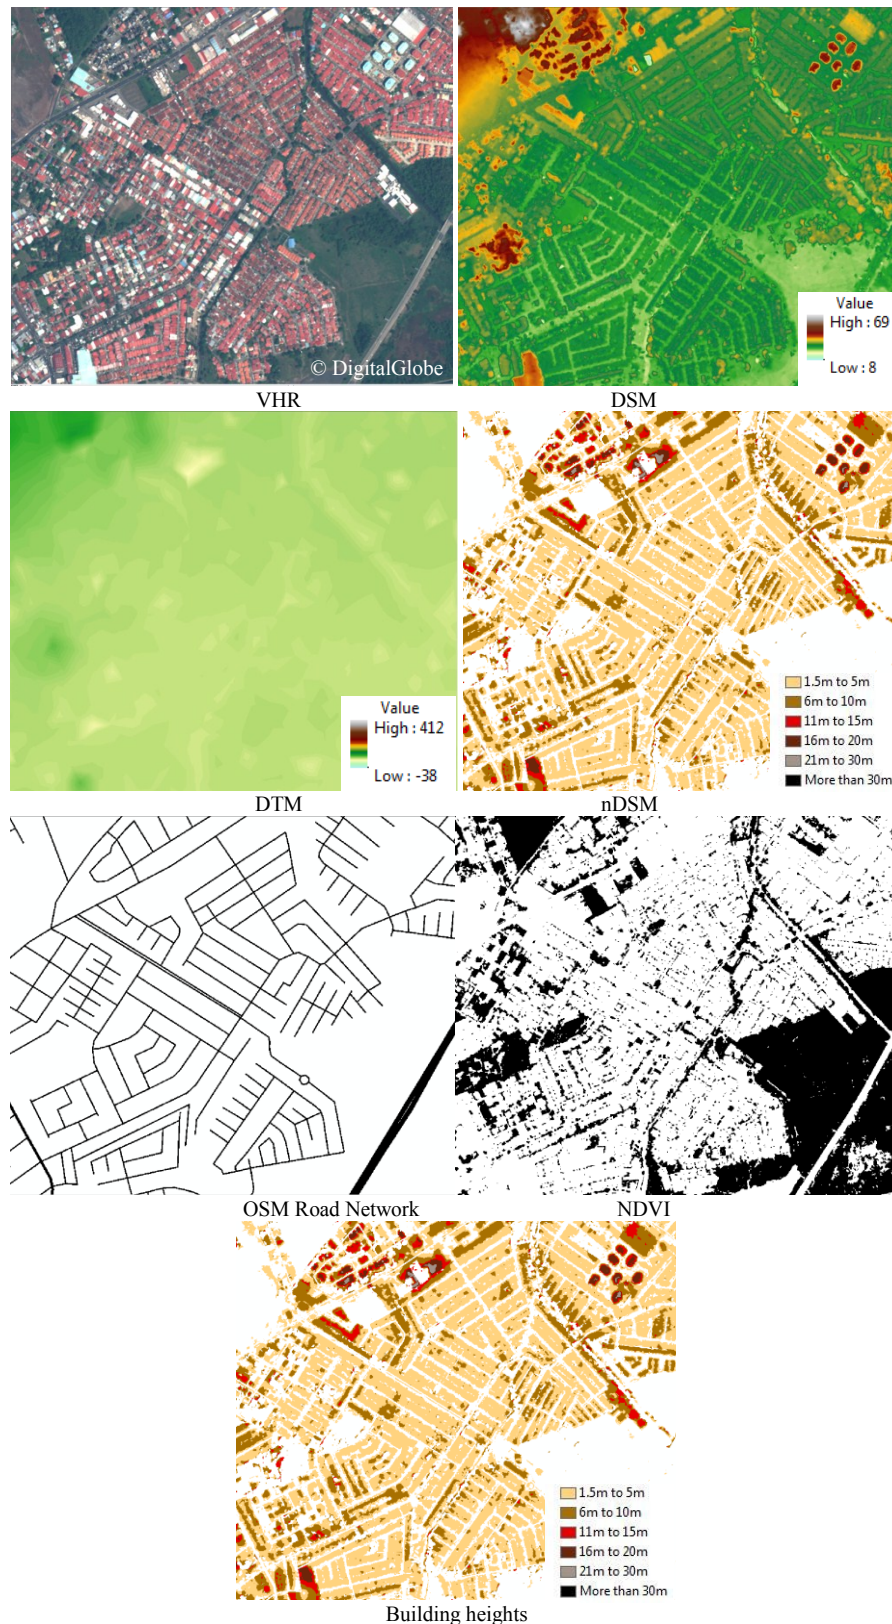 © DigitalGlobe
Value
High : 69
Low : 8
VHR
DSM
Value
High : 412
Low : -38
1.5m to 5m
6m to 10m
11m to 15m
16m to 20m
21m to 30m
More than 30m
DTM
nDSM
OSM Road Network
NDVI
1.5m to 5m
6m to 10m
11m to 15m
16m to 20m
21m to 30m
More than 30m
Building heights